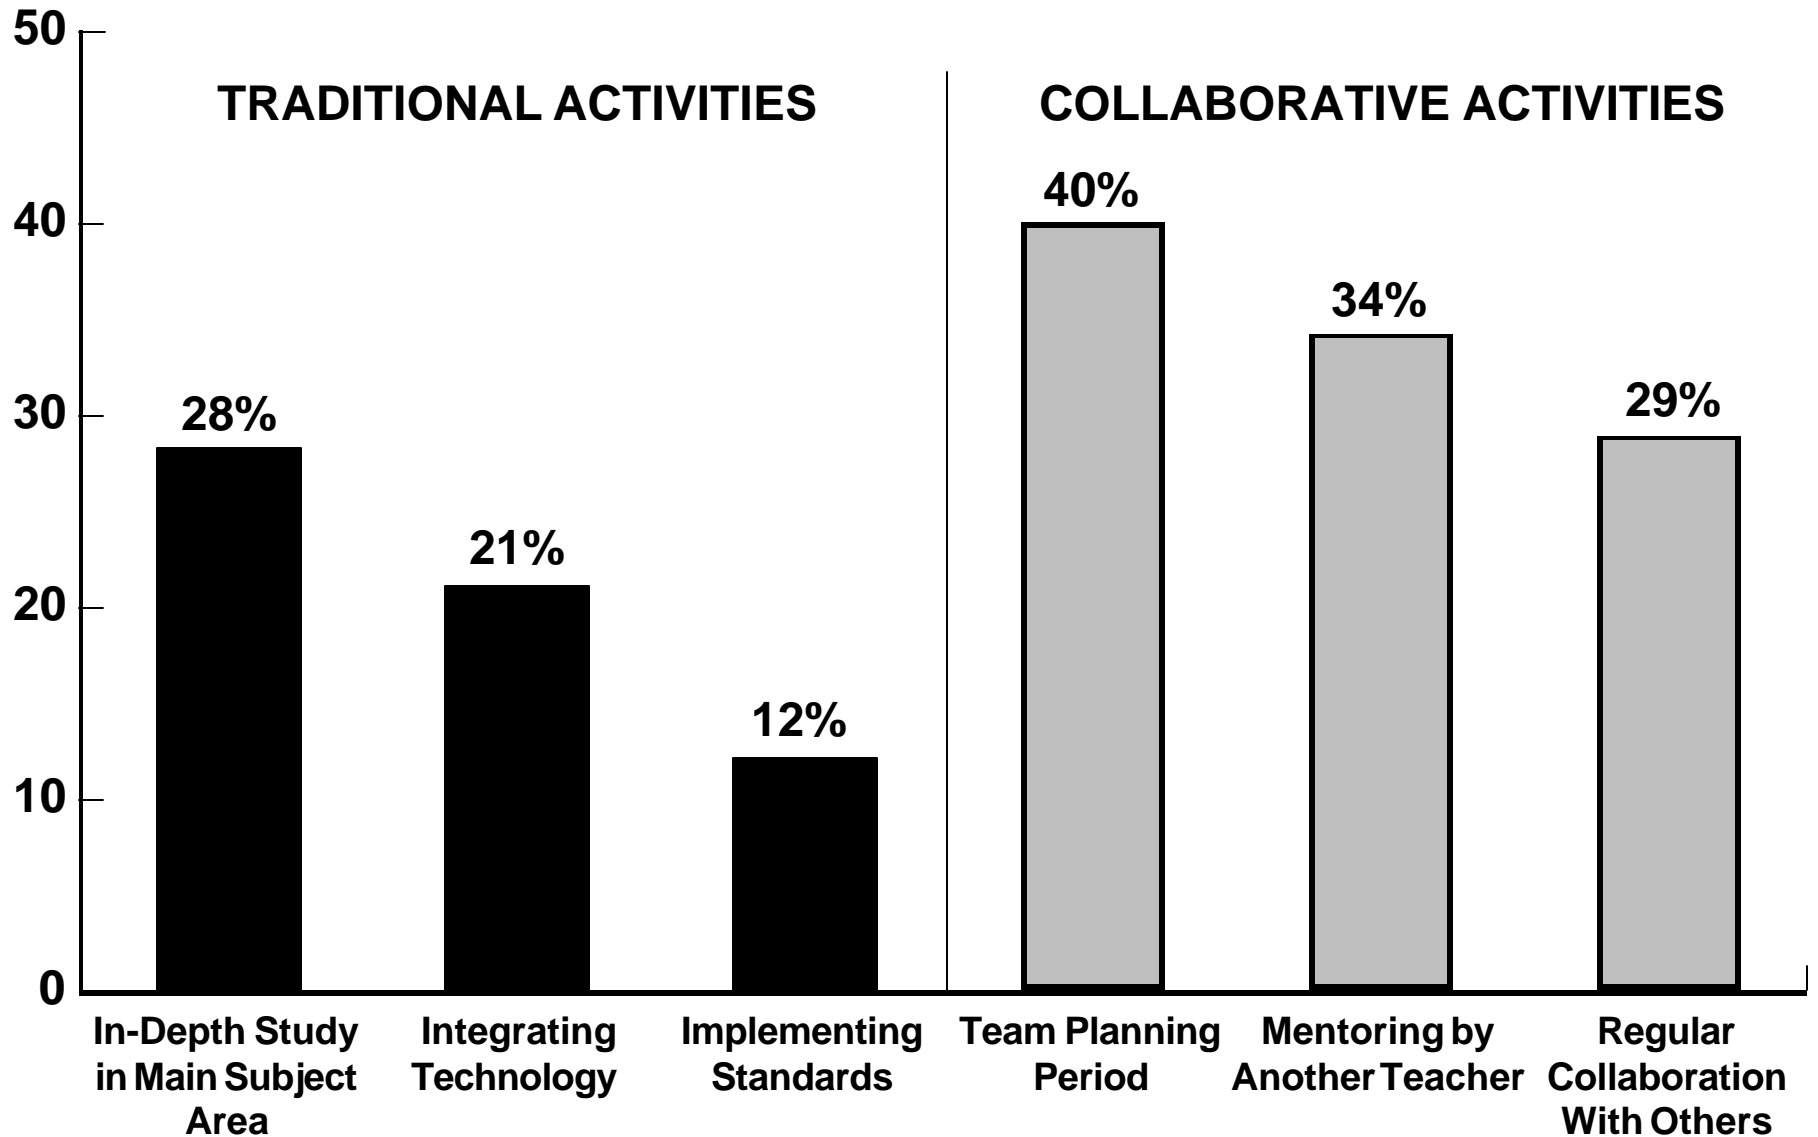 50
TRADITIONAL ACTIVITIES
COLLABORATIVE ACTIVITIES
40%
40
34%
30
28%
29%
21%
20
12%
10
0
In-Depth Study
in Main Subject
Area
Integrating
Technology
Implementing
Standards
Team Planning
Period
Mentoring by
Another Teacher
Regular
Collaboration
With Others